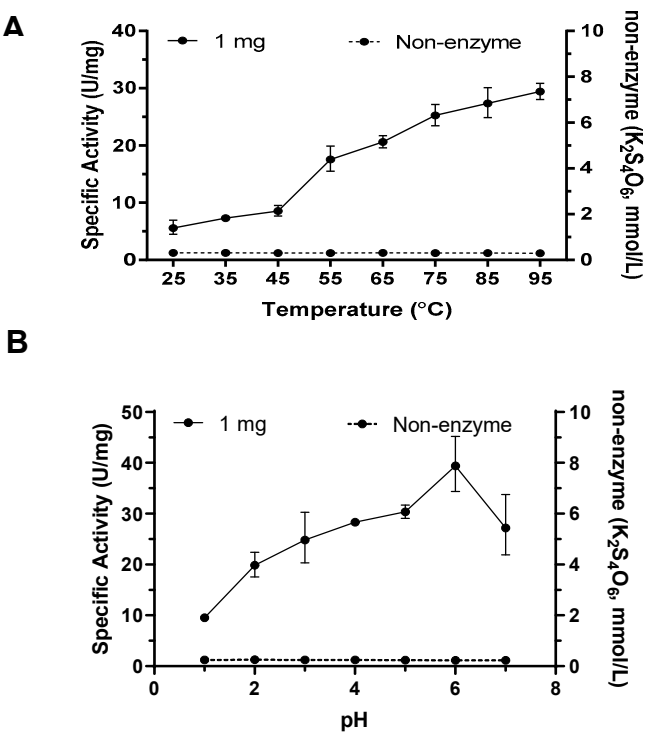 A
1 mg
Non-enzyme
Specific Activity (U/mg)
40
30
20
10
0
10
8
6
4
2
0
non-enzyme (K₂S₄O₆, mmol/L)
25 35 45 55 65 75 85 95
Temperature (°C)
B
1 mg
Non-enzyme
Specific Activity (U/mg)
50
40
30
20
10
0
10
8
6
4
2
0
non-enzyme (K₂S₄O₆, mmol/L)
0 2 4 6 8
pH